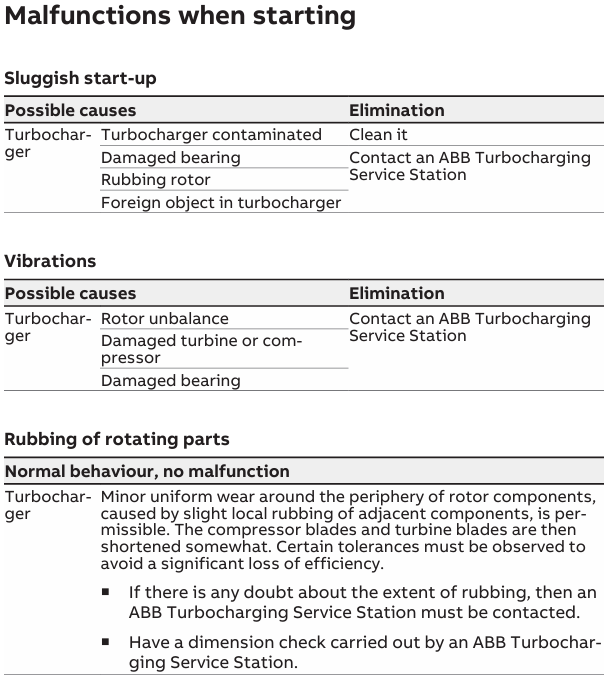 Malfunctions when starting
Sluggish start-up
Possible causes Elimination
Turbochar- Turbocharger contaminated Clean it
ger
Damaged bearing Contact an ABB Turbocharging
Service Station
Rubbing rotor
Foreign object in turbocharger
Vibrations
Possible causes Elimination
Turbochar- Rotor unbalance Contact an ABB Turbocharging
ger Service Station
Damaged turbine or com-
pressor
Damaged bearing
Rubbing of rotating parts
Normal behaviour, no malfunction
Turbochar- Minor uniform wear around the periphery of rotor components,
ger caused by slight local rubbing of adjacent components, is per-
missible. The compressor blades and turbine blades are then
shortened somewhat. Certain tolerances must be observed to
avoid a significant loss of efficiency.
■ If there is any doubt about the extent of rubbing, then an
ABB Turbocharging Service Station must be contacted.
■ Have a dimension check carried out by an ABB Turbochar-
ging Service Station.